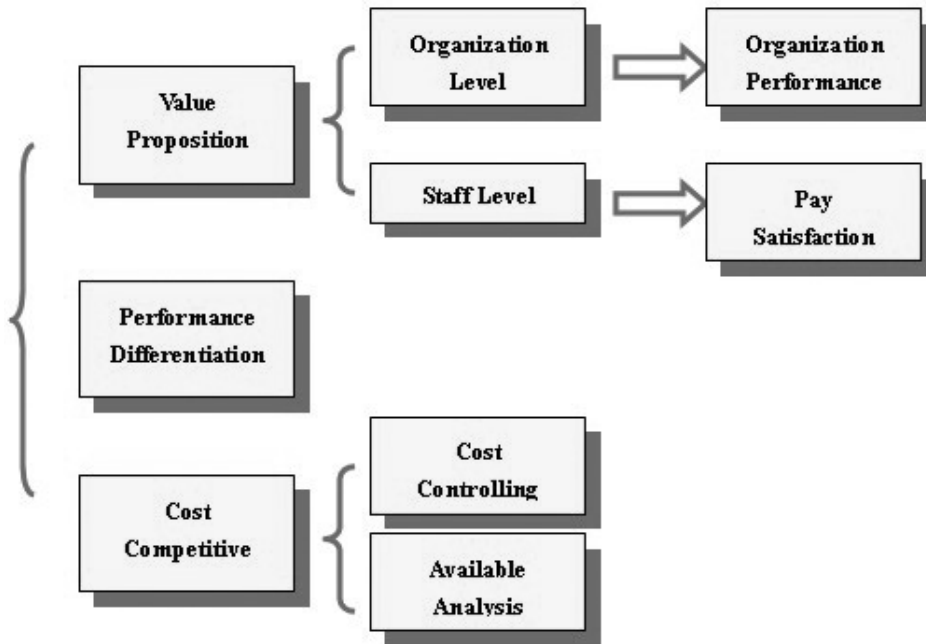 Value
Proposition
Organization
Level
Organization
Performance
Staff Level
Pay
Satisfaction
Performance
Differentiation
Cost
Competitive
Cost
Controlling
Available
Analysis